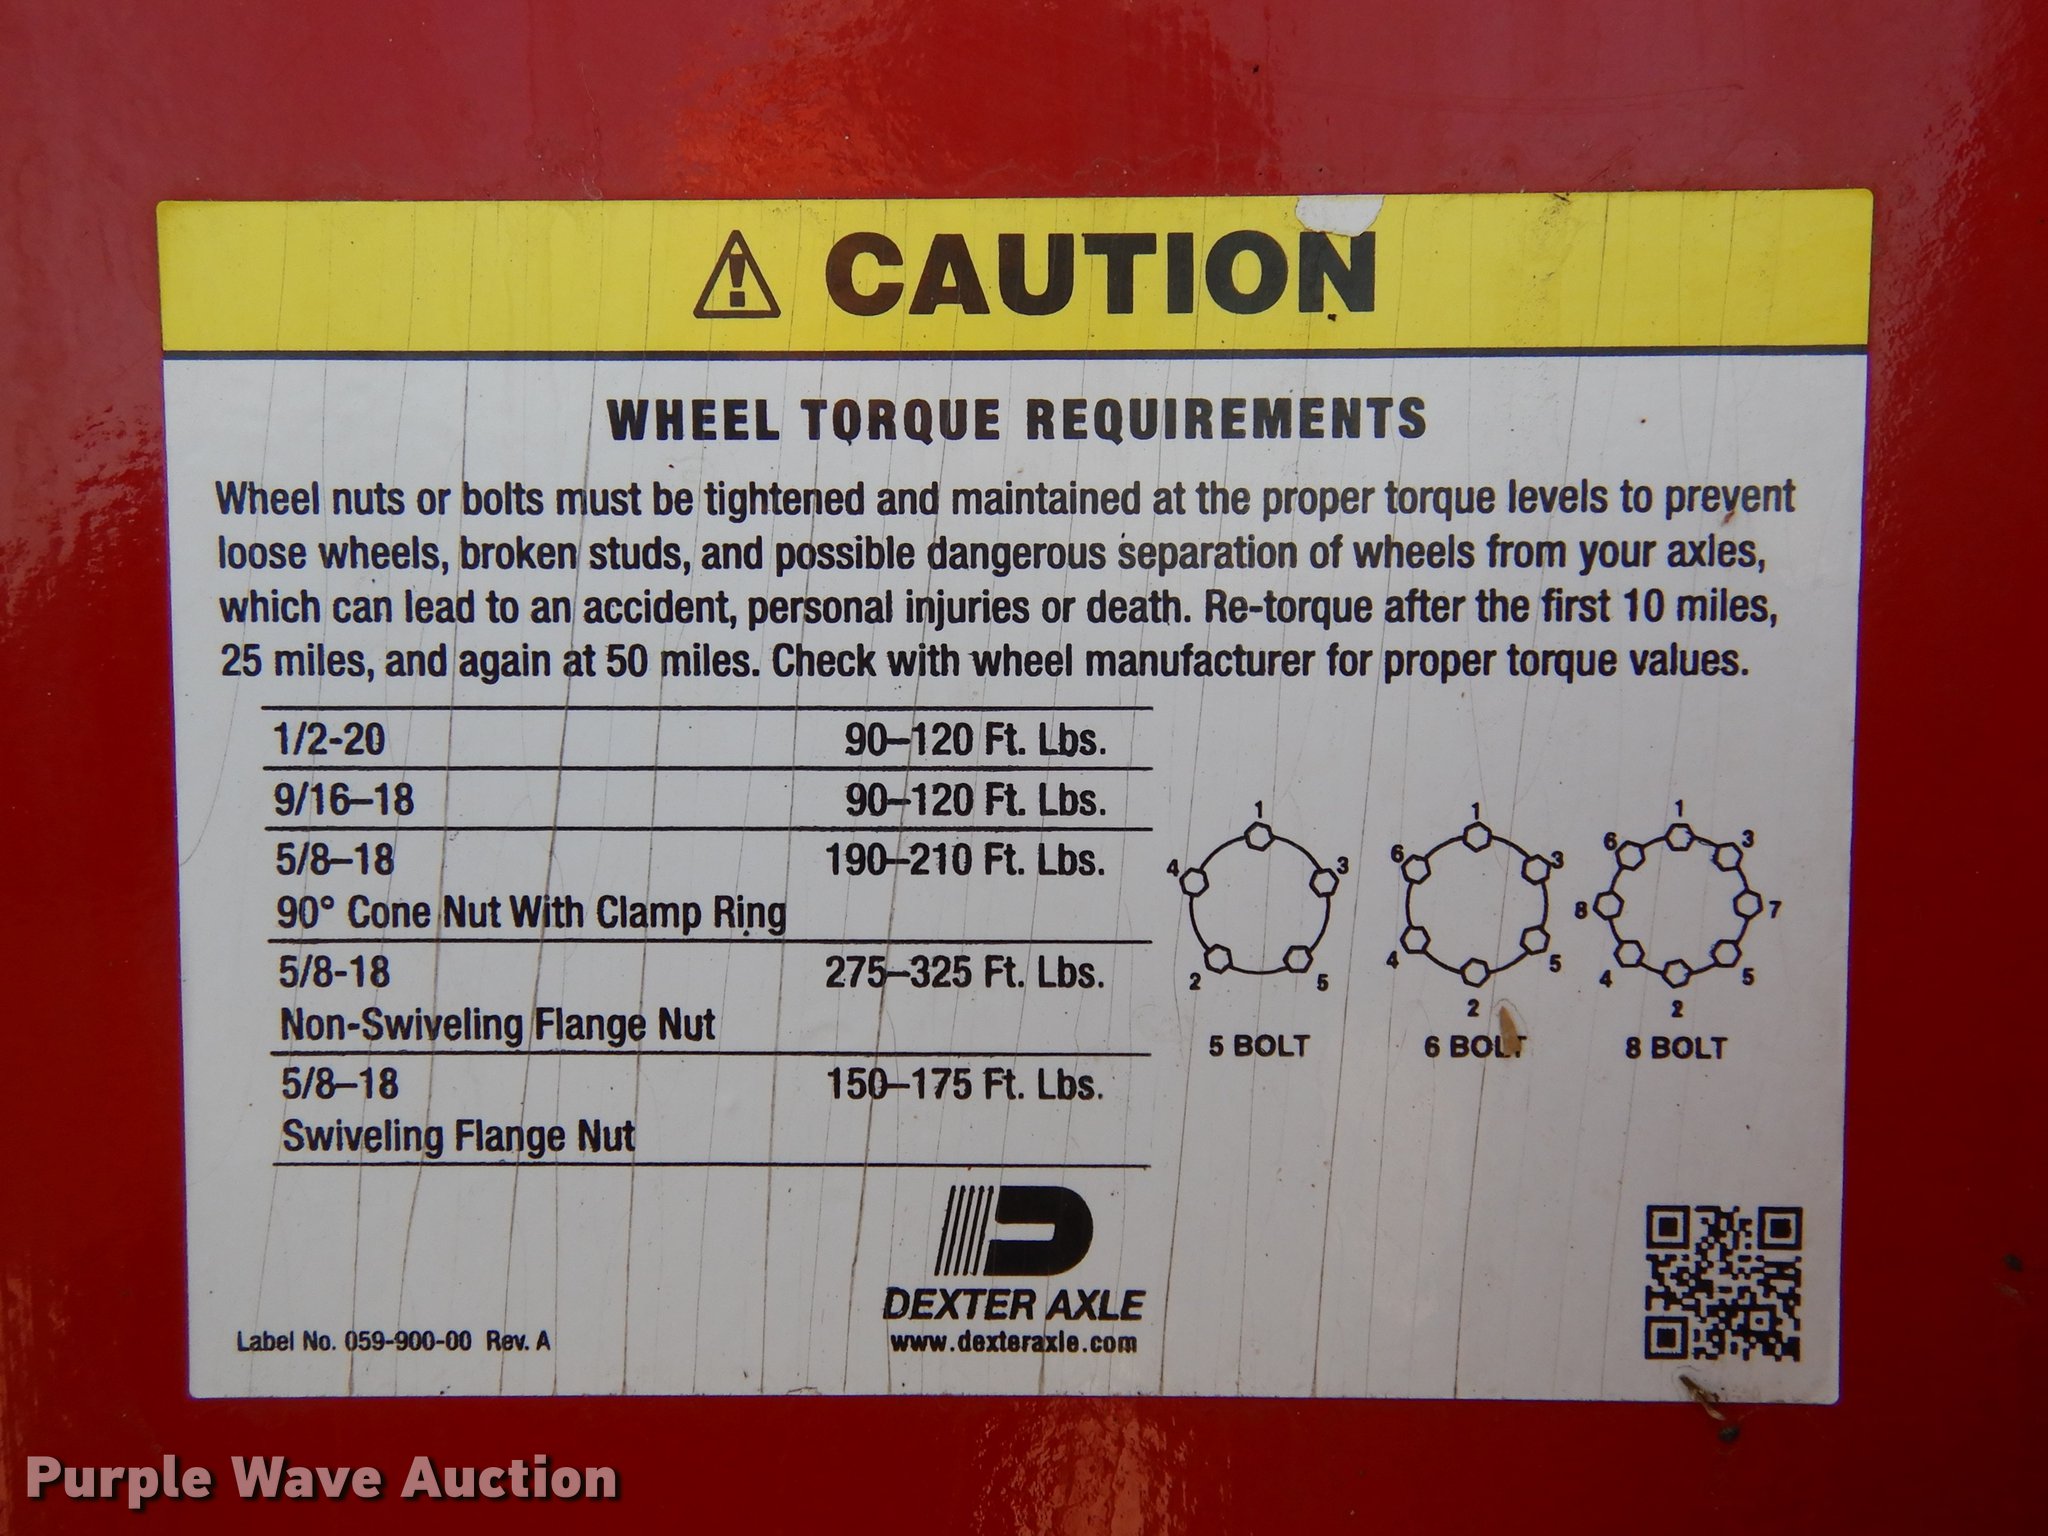 CAUTION
WHEEL TORQUE REQUIREMENTS
Wheel nuts or bolts must be tightened and maintained at the proper torque levels to prevent
loose wheels, broken studs, and possible dangerous separation of wheels from your axles,
which can lead to an accident, personal injuries or death. Re-torque after the first 10 miles,
25 miles, and again at 50 miles. Check with wheel manufacturer for proper torque values.
1/2-20 90–120 Ft. Lbs.
9/16–18 90–120 Ft. Lbs.
5/8–18 190–210 Ft. Lbs.
90° Cone Nut With Clamp Ring
5/8-18 275–325 Ft. Lbs.
Non-Swiveling Flange Nut
5/8–18 150–175 Ft. Lbs.
Swiveling Flange Nut
1
4 3
2 5
5 BOLT
1
6 3
4 5
2
6 BOLT
1
6 3
8 7
4 5
2
8 BOLT
DEXTER AXLE
www.dexteraxle.com
Label No. 059-900-00 Rev. A
Purple Wave Auction